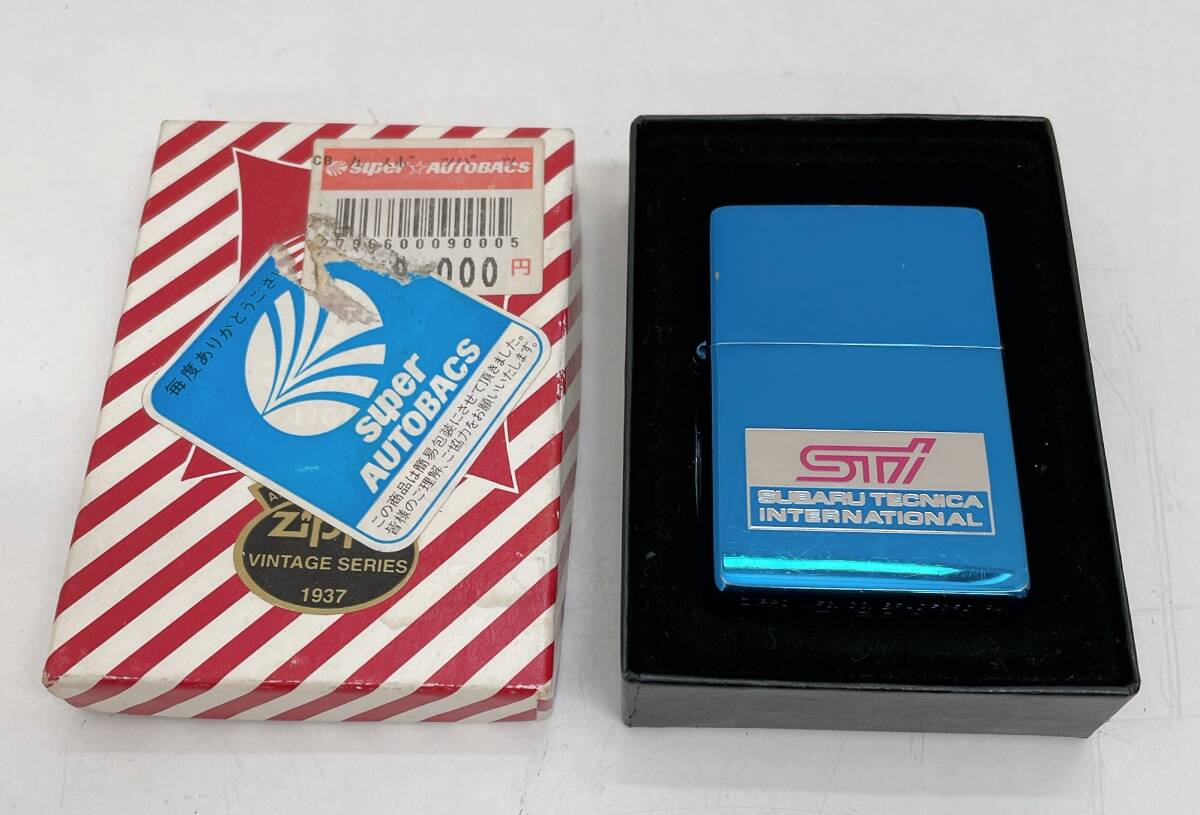 super☆AUTOBACS
,000円
毎度ありがとうござ
super
AUTOBACS
この商品は簡易包装にさせて頂きました。
皆様のご理解、ご協力をお願いいたします。
Zipp
VINTAGE SERIES
1937
STi
SUBARU TECNICA
INTERNATIONAL